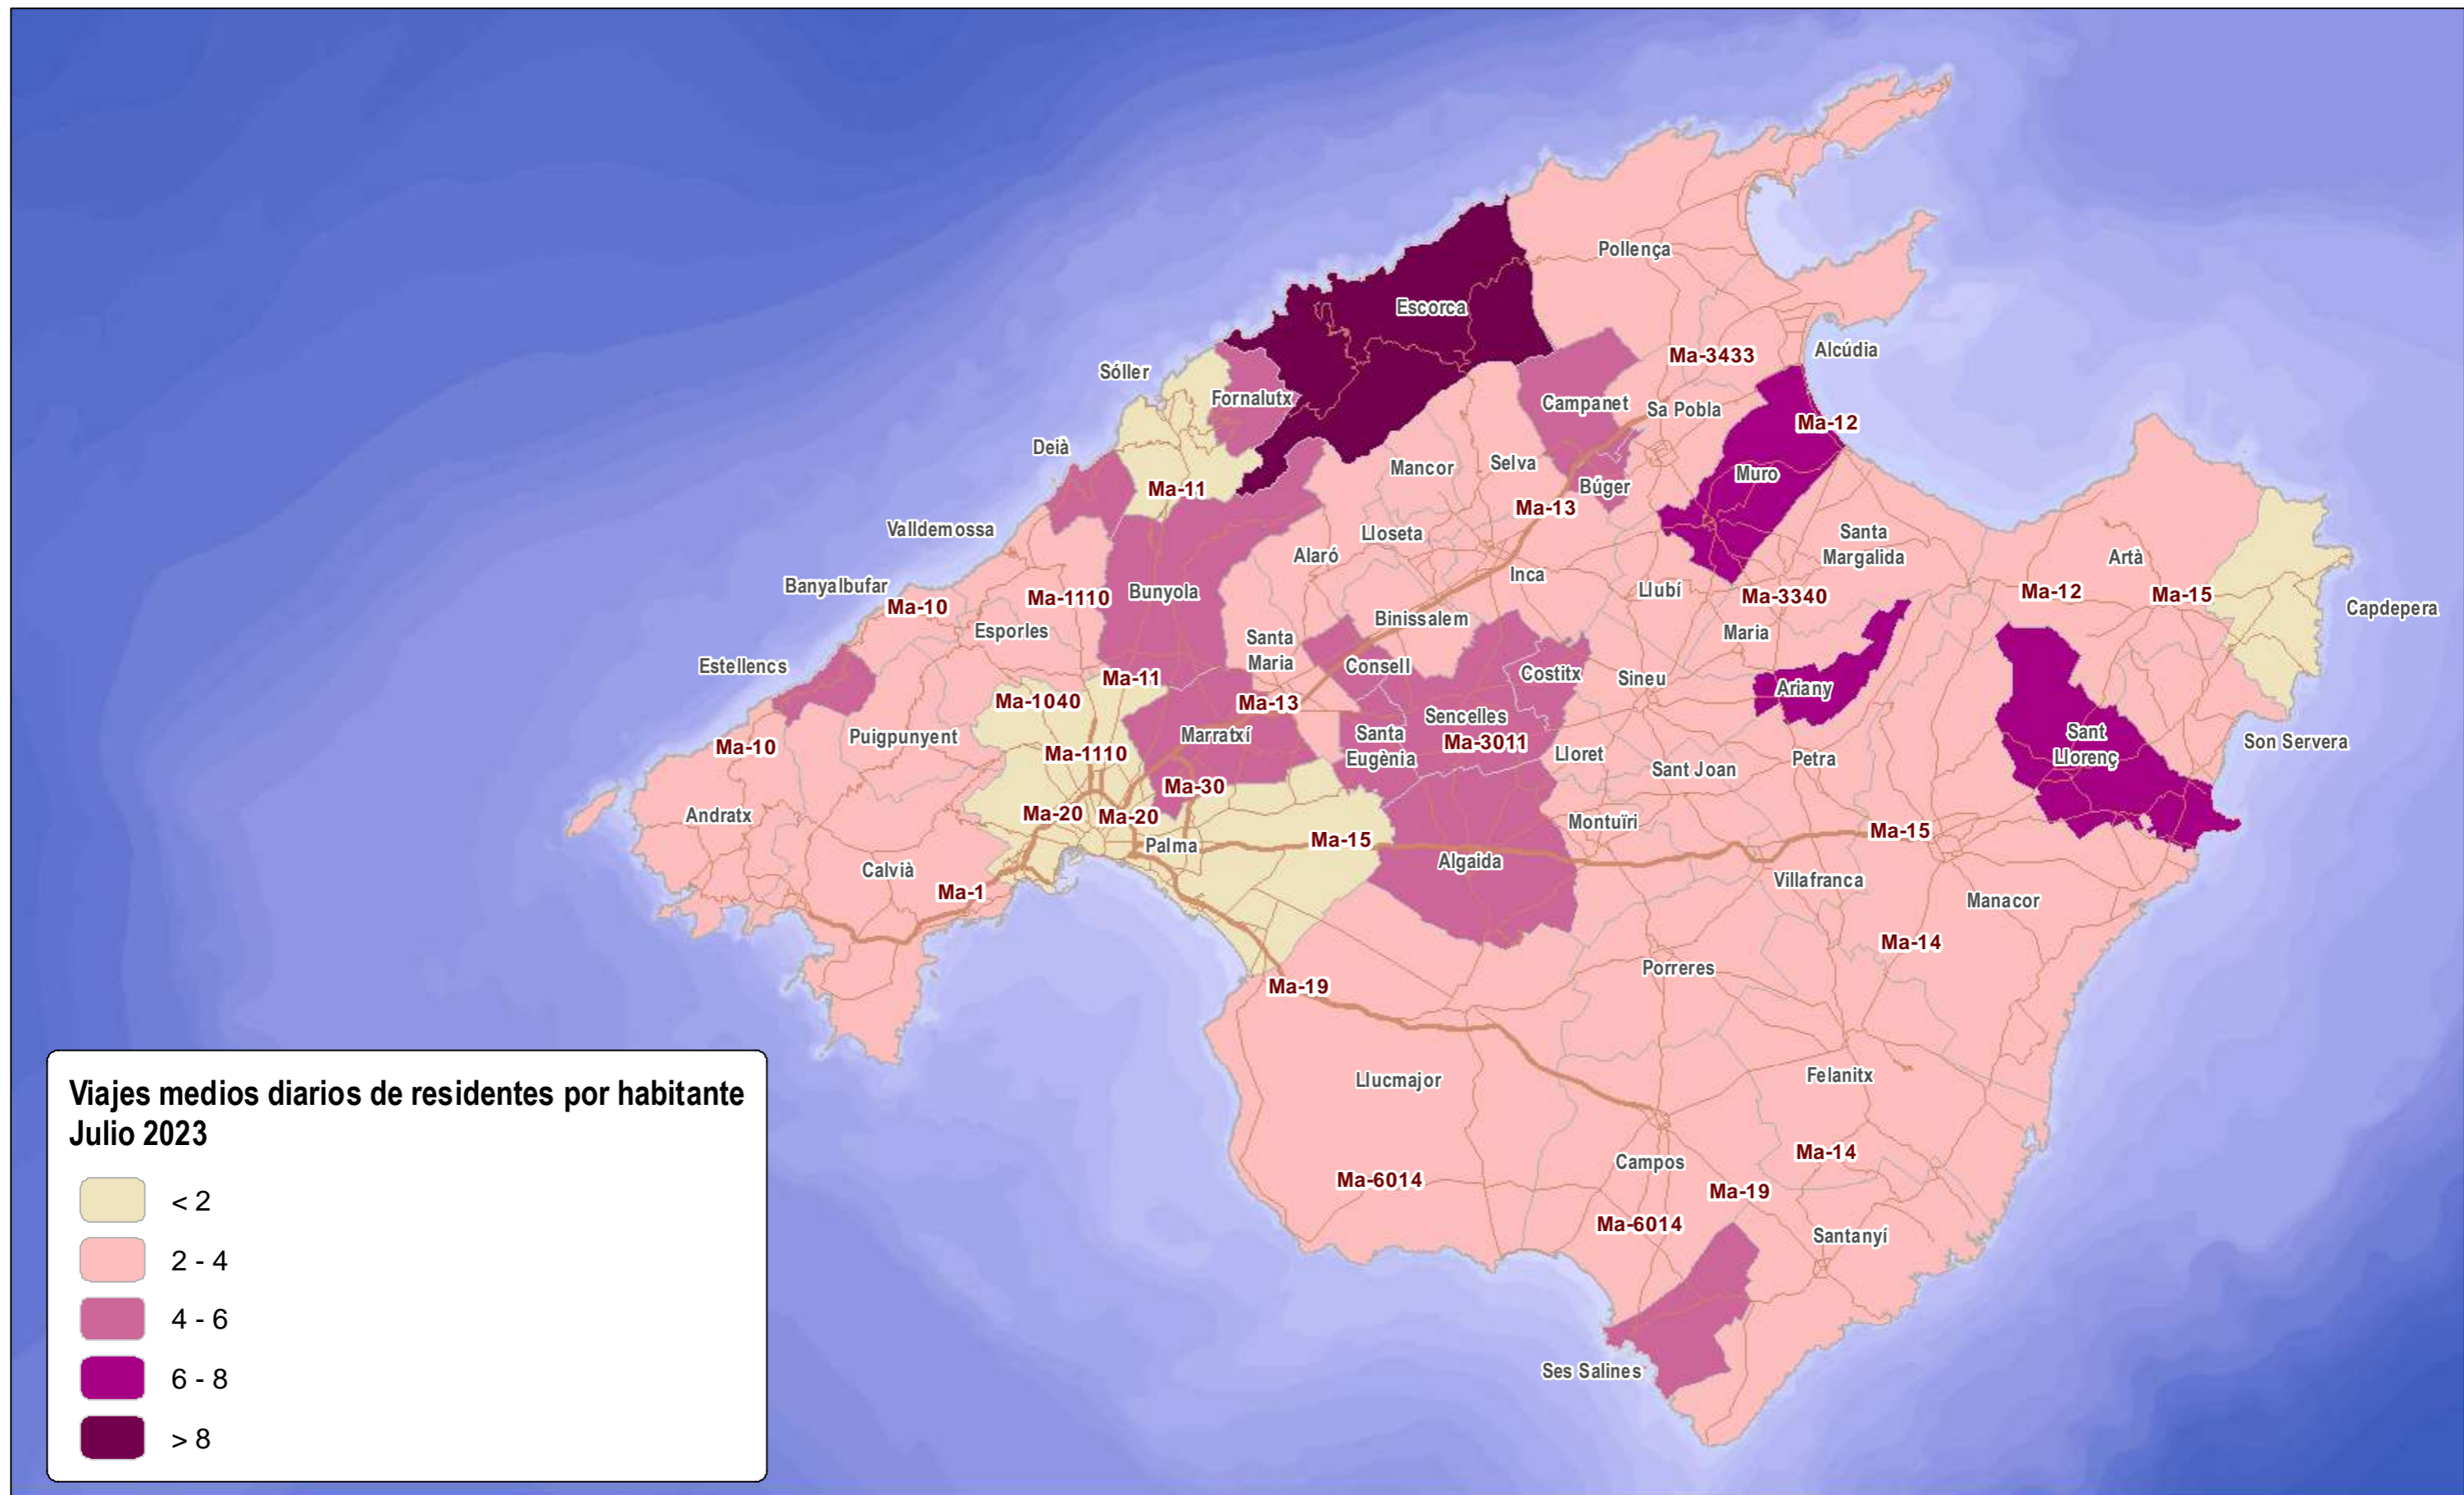 Pollença
Escorca
Ma-3433
Alcúdia
Sóller
Fornalutx
Campanet
Sa Pobla
Ma-12
Deià
Mancor
Selva
Muro
Búger
Ma-11
Ma-13
Valldemossa
Lloseta
Santa
Margalida
Alaró
Artà
Inca
Banyalbufar
Ma-10
Ma-1110
Bunyola
Llubí
Ma-3340
Ma-12
Ma-15
Capdepera
Esporles
Binissalem
Santa
Maria
Maria
Estellencs
Consell
Costitx
Sineu
Ma-11
Ariany
Ma-1040
Ma-13
Sencelles
Puigpunyent
Marratxí
Santa
Eugènia
Ma-3011
Sant
Llorenç
Son Servera
Ma-10
Ma-1110
Lloret
Sant Joan
Petra
Ma-30
Andratx
Ma-20
Ma-20
Montuïri
Palma
Ma-15
Ma-15
Algaida
Calvià
Villafranca
Ma-1
Manacor
Ma-14
Porreres
Ma-19
Llucmajor
Felanitx
Ma-14
Campos
Ma-6014
Ma-19
Ma-6014
Santanyí
Ses Salines
Viajes medios diarios de residentes por habitante
Julio 2023
< 2
2 - 4
4 - 6
6 - 8
> 8